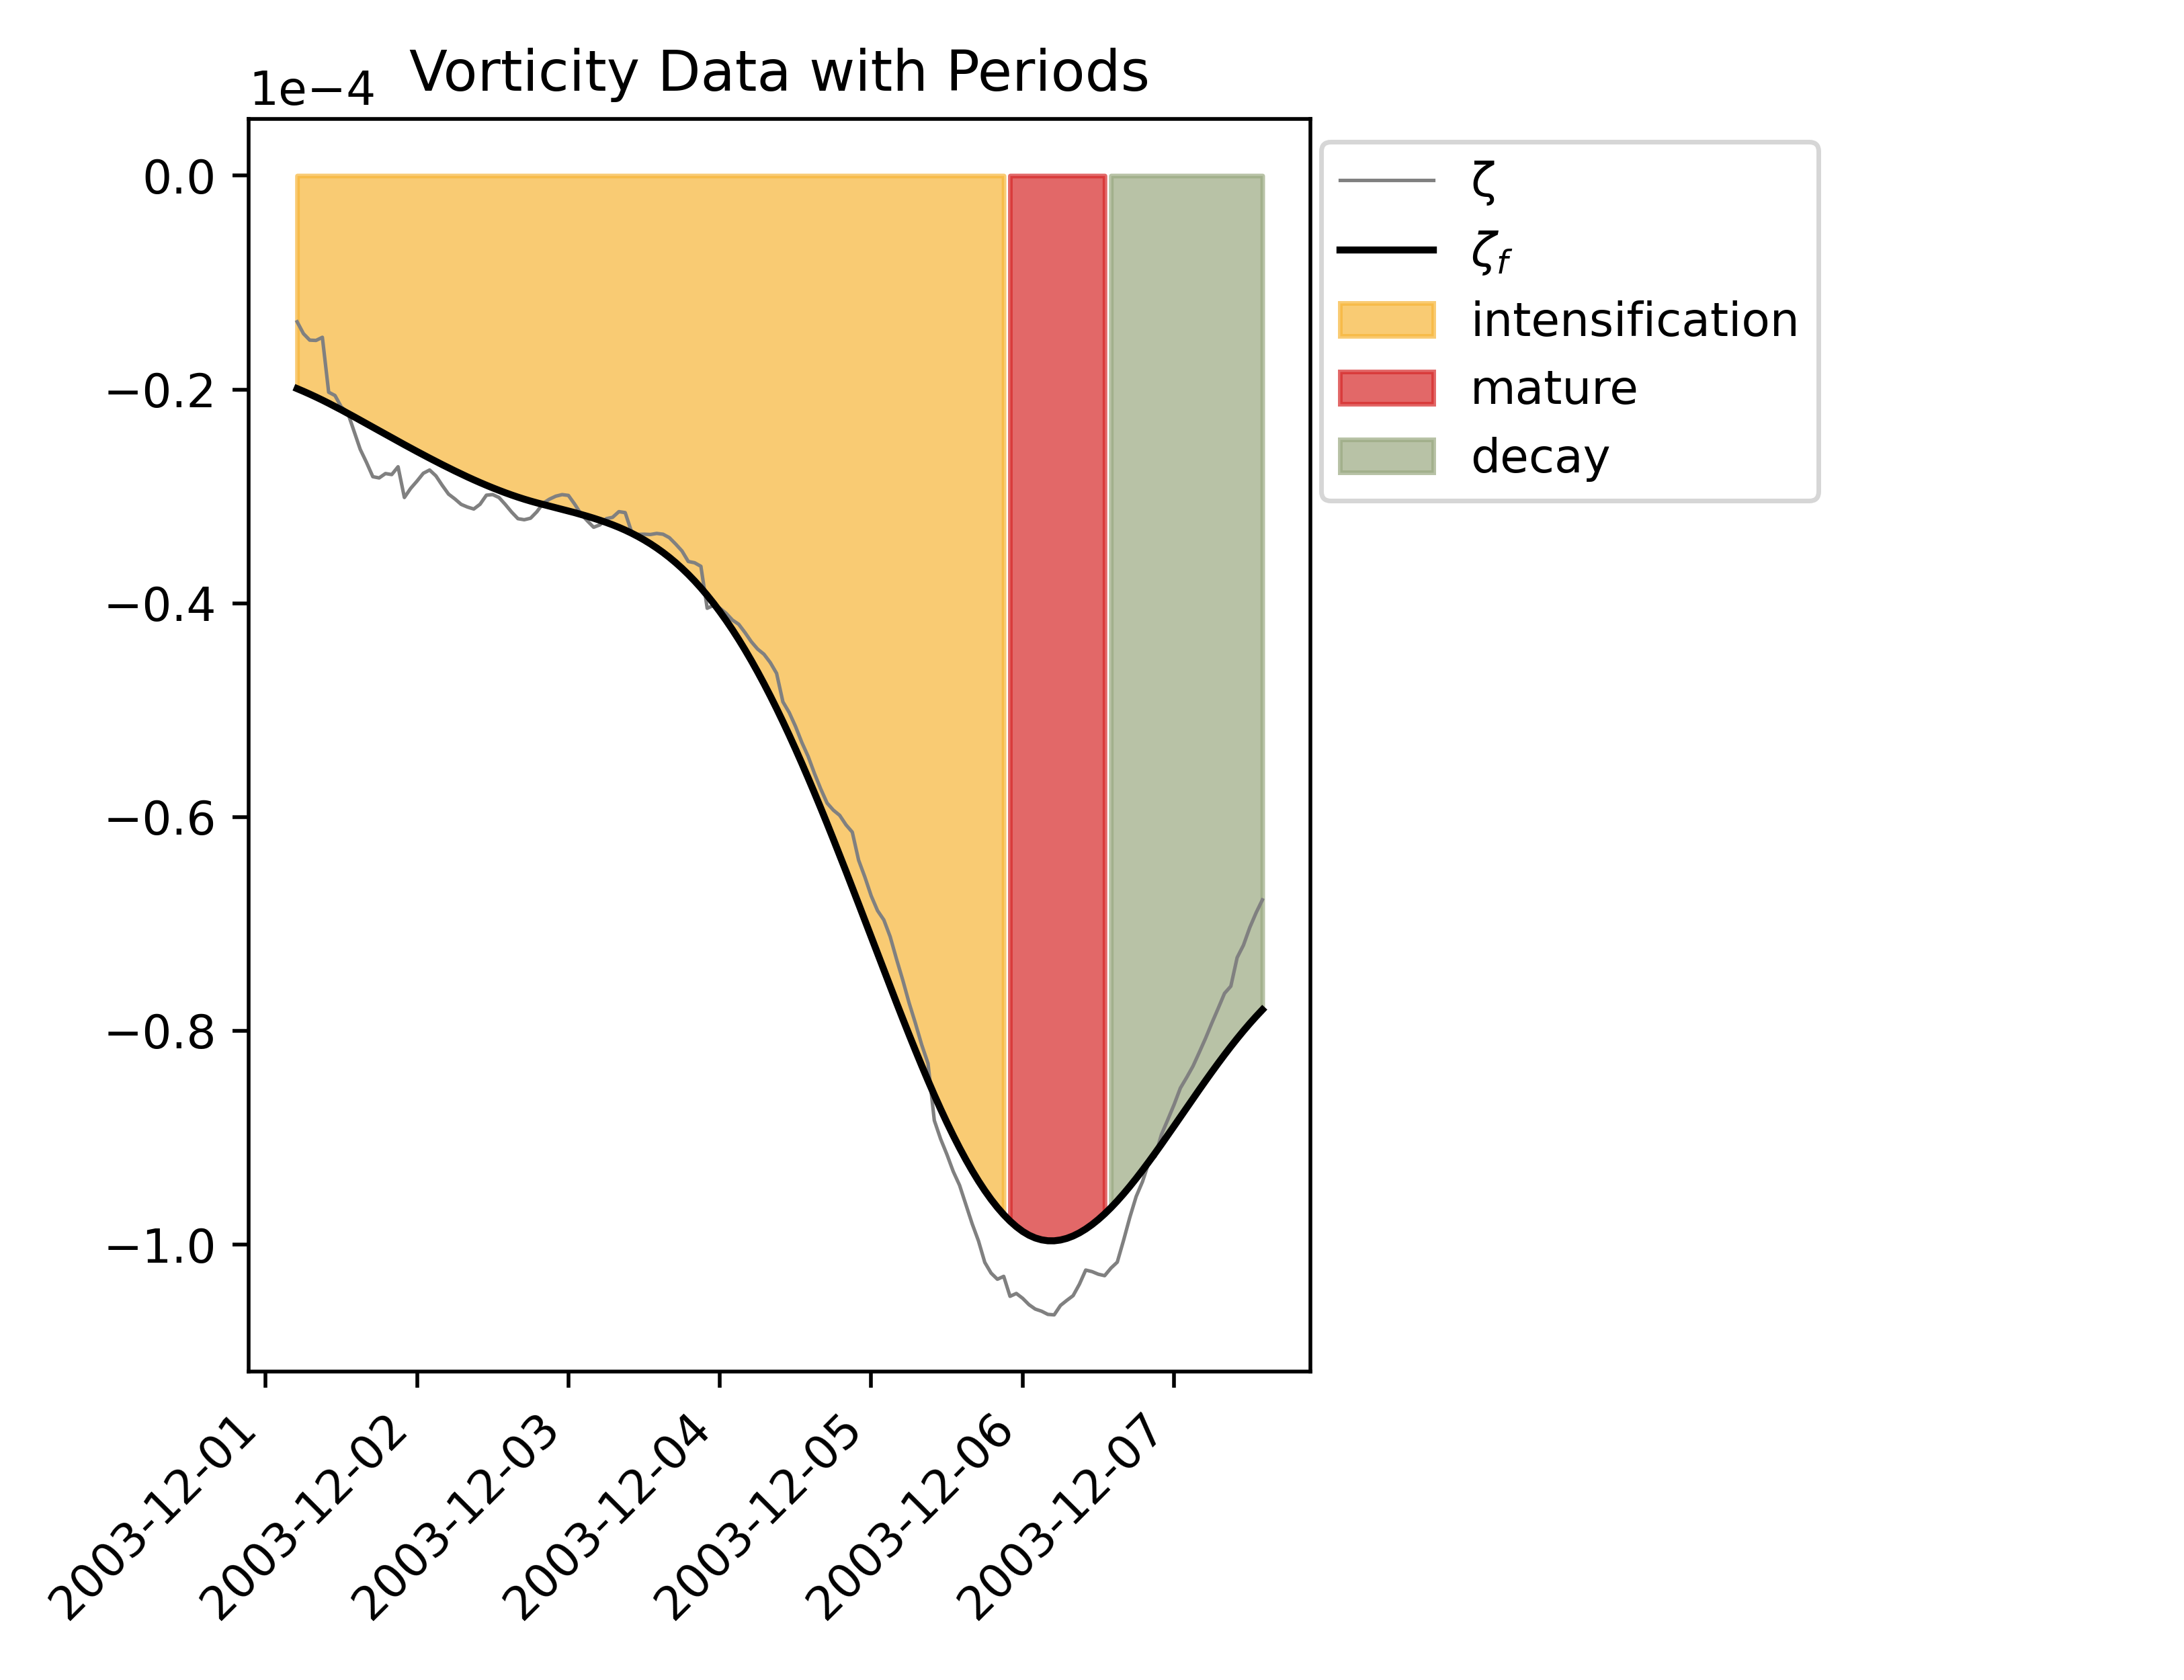 Vorticity Data with Periods
1e−4
0.0
−0.2
−0.4
−0.6
−0.8
−1.0
2003-12-01
2003-12-02
2003-12-03
2003-12-04
2003-12-05
2003-12-06
2003-12-07
ζ
ζf
intensification
mature
decay